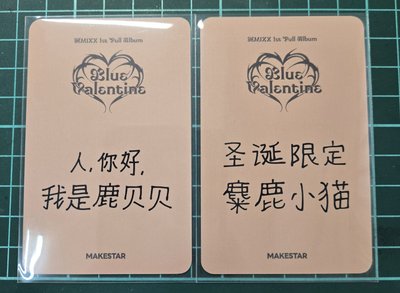 NMIXX 1st Full Album
Blue
Valentine
人,你好,
我是鹿贝贝
MAKESTAR
NMIXX 1st Full Album
Blue
Valentine
圣诞限定
麋鹿小猫
MAKESTAR